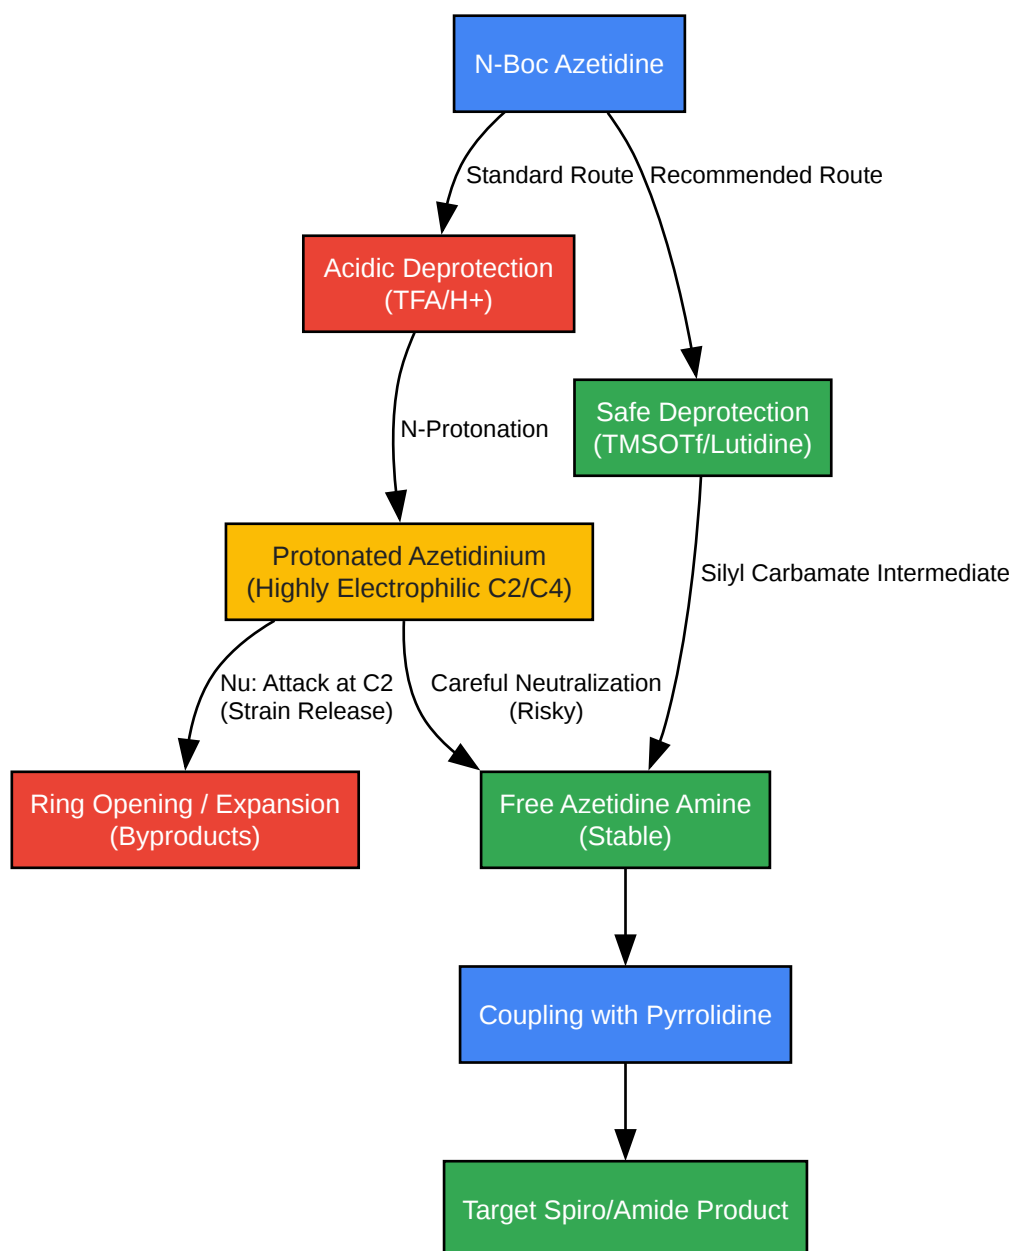 N-Boc Azetidine
Standard Route
Recommended Route
Acidic Deprotection
(TFA/H+)
Safe Deprotection
(TMSOTf/Lutidine)
N-Protonation
Protonated Azetidinium
(Highly Electrophilic C2/C4)
Silyl Carbamate Intermediate
Nu: Attack at C2
(Strain Release)
Careful Neutralization
(Risky)
Ring Opening / Expansion
(Byproducts)
Free Azetidine Amine
(Stable)
Coupling with Pyrrolidine
Target Spiro/Amide Product